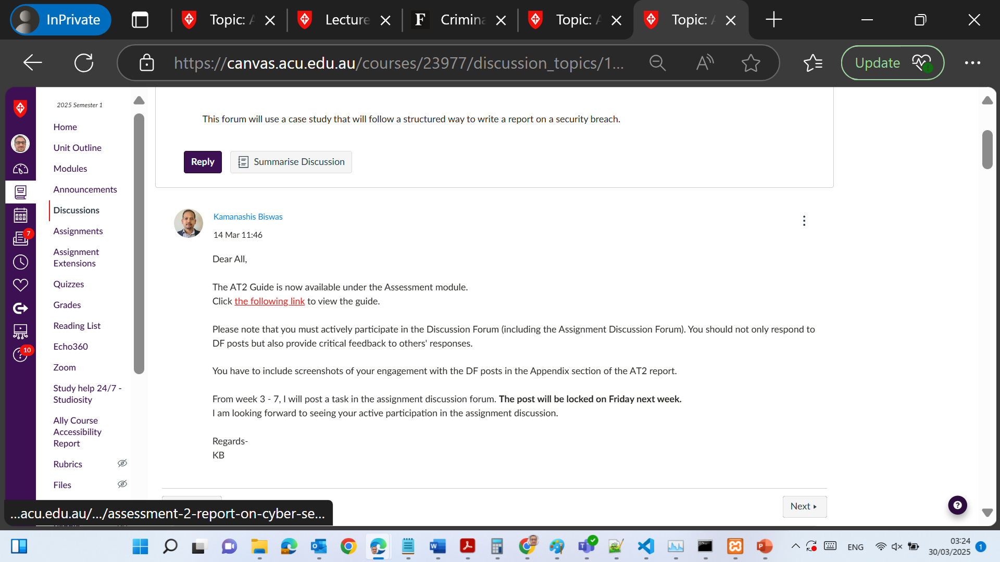 InPrivate
Topic: A
Lecture
F
Crimina
Topic: A
Topic: A
https://canvas.acu.edu.au/courses/23977/discussion_topics/1...
Update
2025 Semester 1
Home
Unit Outline
Modules
Announcements
Discussions
Assignments
Assignment
Extensions
Quizzes
Grades
Reading List
Echo360
Zoom
Study help 24/7 -
Studiosity
Ally Course
Accessibility
Report
Rubrics
Files
7
10
This forum will use a case study that will follow a structured way to write a report on a security breach.
Reply
Summarise Discussion
Kamanashis Biswas
14 Mar 11:46
Dear All,
The AT2 Guide is now available under the Assessment module.
Click the following link to view the guide.
Please note that you must actively participate in the Discussion Forum (including the Assignment Discussion Forum). You should not only respond to
DF posts but also provide critical feedback to others' responses.
You have to include screenshots of your engagement with the DF posts in the Appendix section of the AT2 report.
From week 3 - 7, I will post a task in the assignment discussion forum. The post will be locked on Friday next week.
I am looking forward to seeing your active participation in the assignment discussion.
Regards-
KB
Next
...acu.edu.au/.../assessment-2-report-on-cyber-se...
ENG
03:24
30/03/2025
1